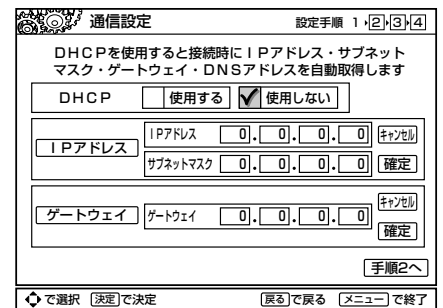 通信設定 設定手順 1 2 3 4
DHCPを使用すると接続時にIPアドレス・サブネット
マスク・ゲートウェイ・DNSアドレスを自動取得します
DHCP 使用する 使用しない
IPアドレス
IPアドレス 0. 0. 0. 0 キャンセル
サブネットマスク 0. 0. 0. 0 確定
ゲートウェイ
ゲートウェイ 0. 0. 0. 0 キャンセル
確定
手順2へ
で選択 決定で決定 戻るで戻る メニューで終了